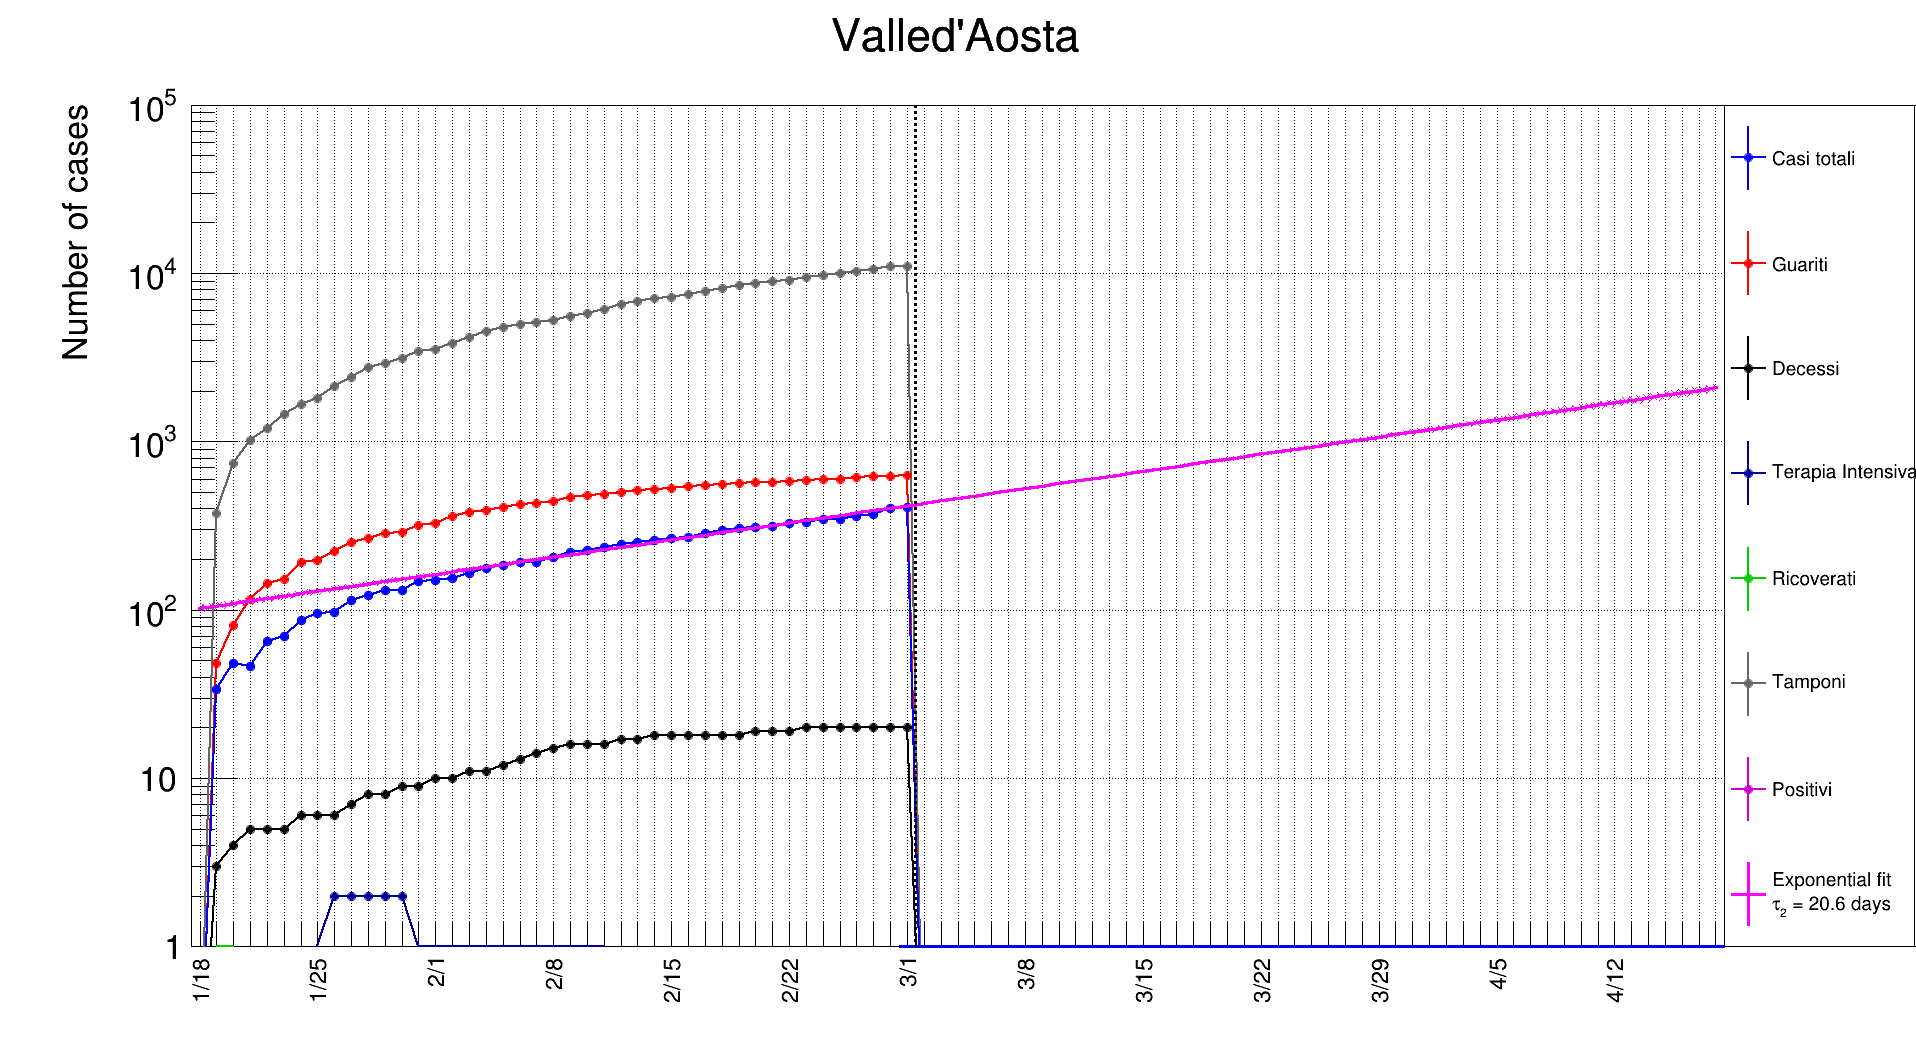 Valled'Aosta
Number of cases
10^5
10^4
10^3
10^2
10
1
1/18
1/25
2/1
2/8
2/15
2/22
3/1
3/8
3/15
3/22
3/29
4/5
4/12
Casi totali
Guariti
Decessi
Terapia Intensiva
Ricoverati
Tamponi
Positivi
Exponential fit
τ_2 = 20.6 days